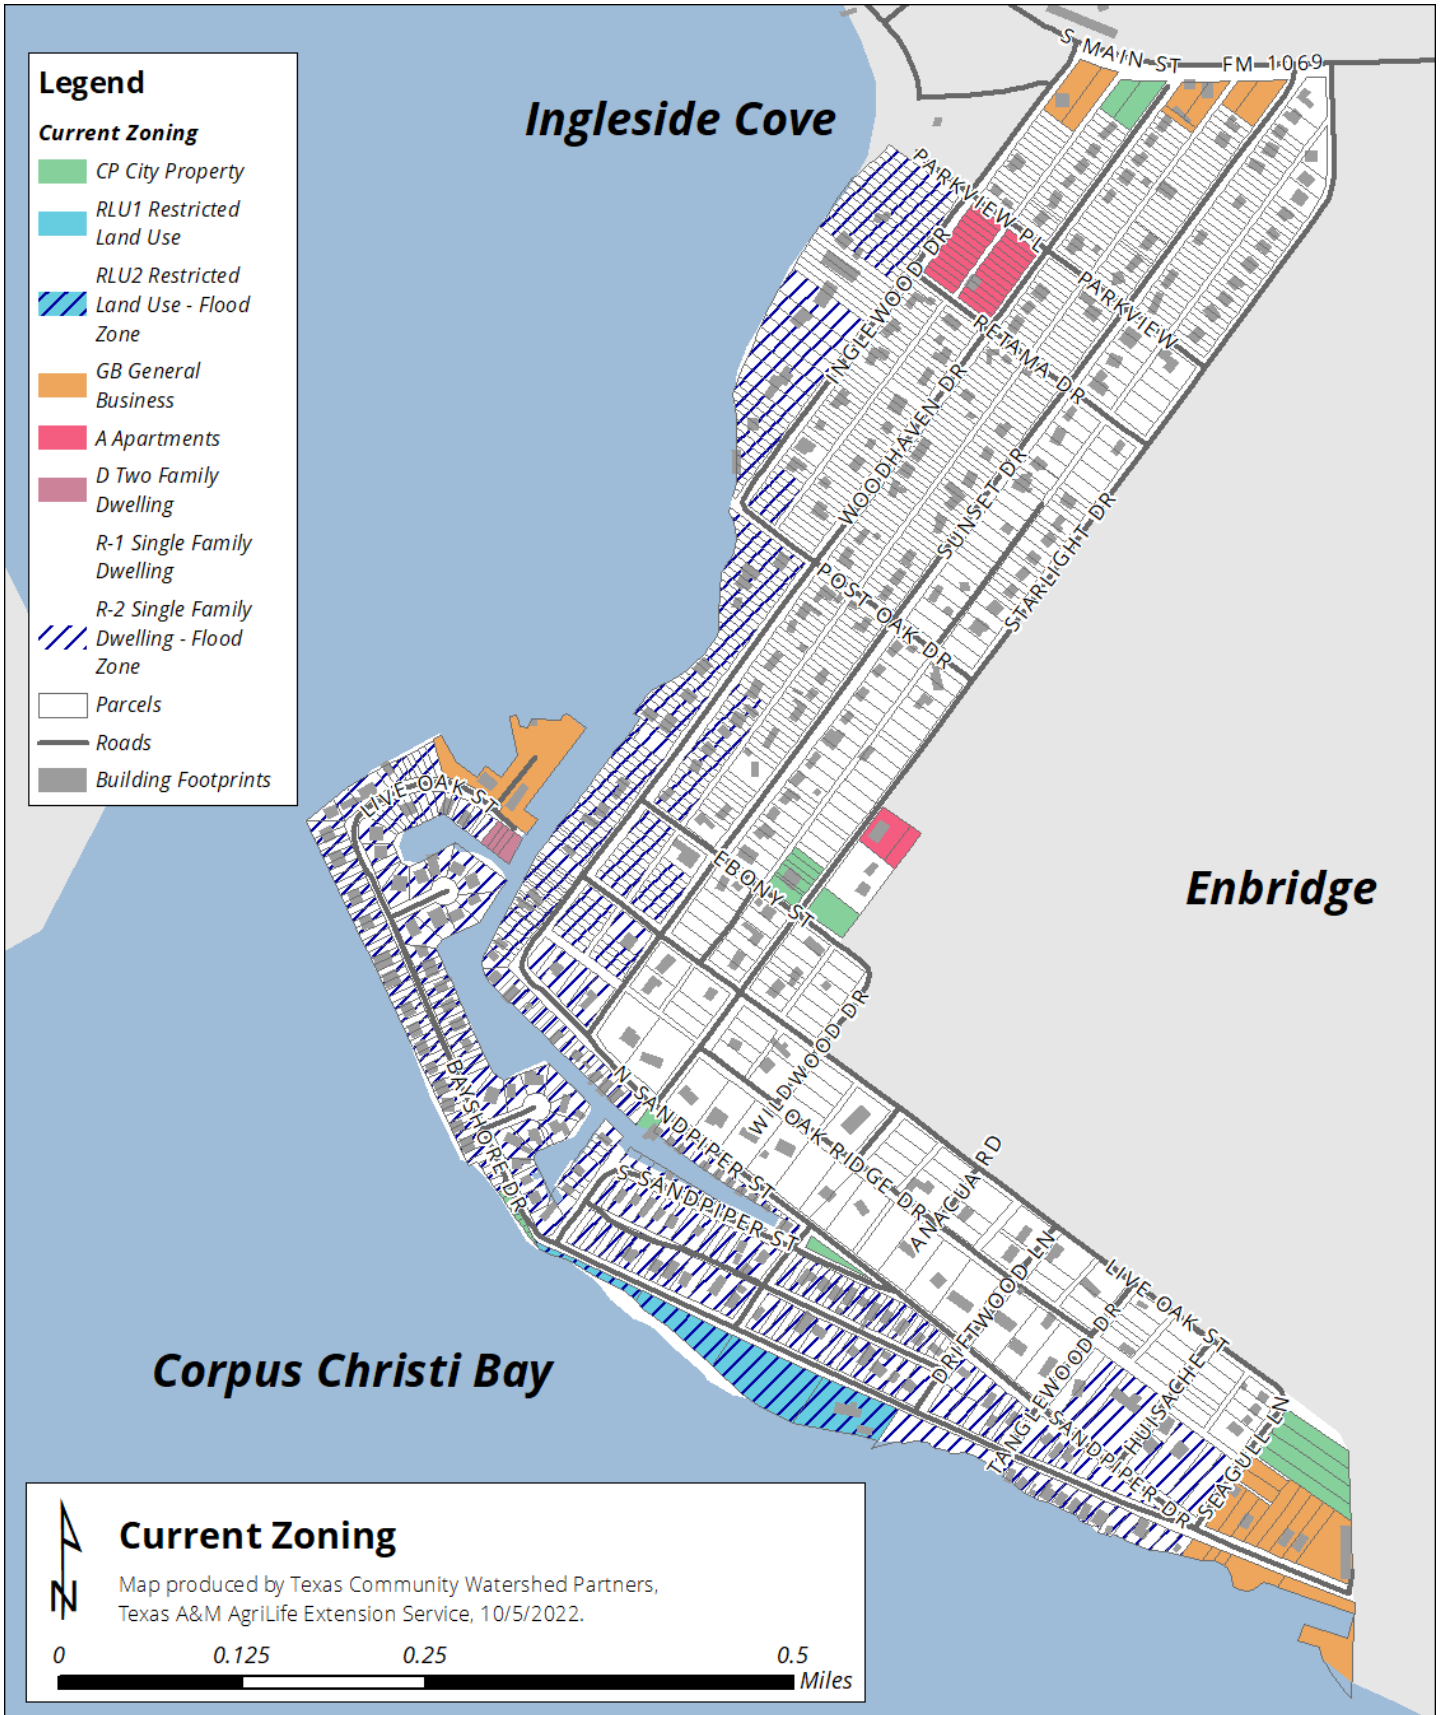 Legend
Current Zoning
CP City Property
RLU1 Restricted
Land Use
RLU2 Restricted
Land Use - Flood
Zone
GB General
Business
A Apartments
D Two Family
Dwelling
R-1 Single Family
Dwelling
R-2 Single Family
Dwelling - Flood
Zone
Parcels
Roads
Building Footprints
Ingleside Cove
S MAIN ST
FM 1069
PARKVIEW PL
INGLEWOOD DR
PARKVIEW
RETAMA DR
WOODHAVEN DR
SUNSET DR
STARLIGHT DR
POST OAK DR
LIVE OAK ST
EBONY ST
Enbridge
WILDWOOD DR
BAYSHORE DR
N SANDPIPER ST
OAK RIDGE DR
ANACUA RD
S SANDPIPER ST
DRIFTWOOD LN
LIVE OAK ST
TANGLEWOOD DR
HUISACHE
SEAGULL LN
SANDPIPER DR
Corpus Christi Bay
N
Current Zoning
Map produced by Texas Community Watershed Partners,
Texas A&M AgriLife Extension Service, 10/5/2022.
0 0.125 0.25 0.5
Miles